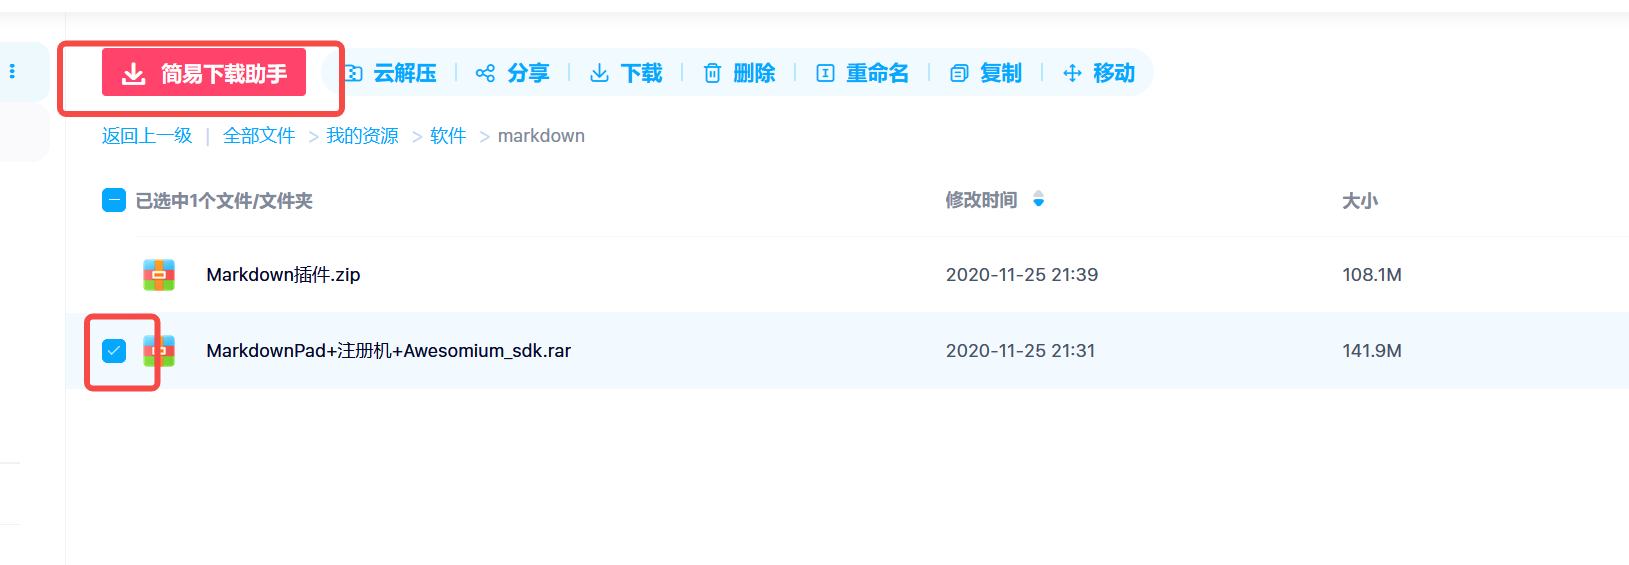 简易下载助手 云解压 分享 下载 删除 重命名 复制 移动
返回上一级 | 全部文件 > 我的资源 > 软件 > markdown
已选中1个文件/文件夹 修改时间 大小
Markdown插件.zip 2020-11-25 21:39 108.1M
MarkdownPad+注册机+Awesomium_sdk.rar 2020-11-25 21:31 141.9M